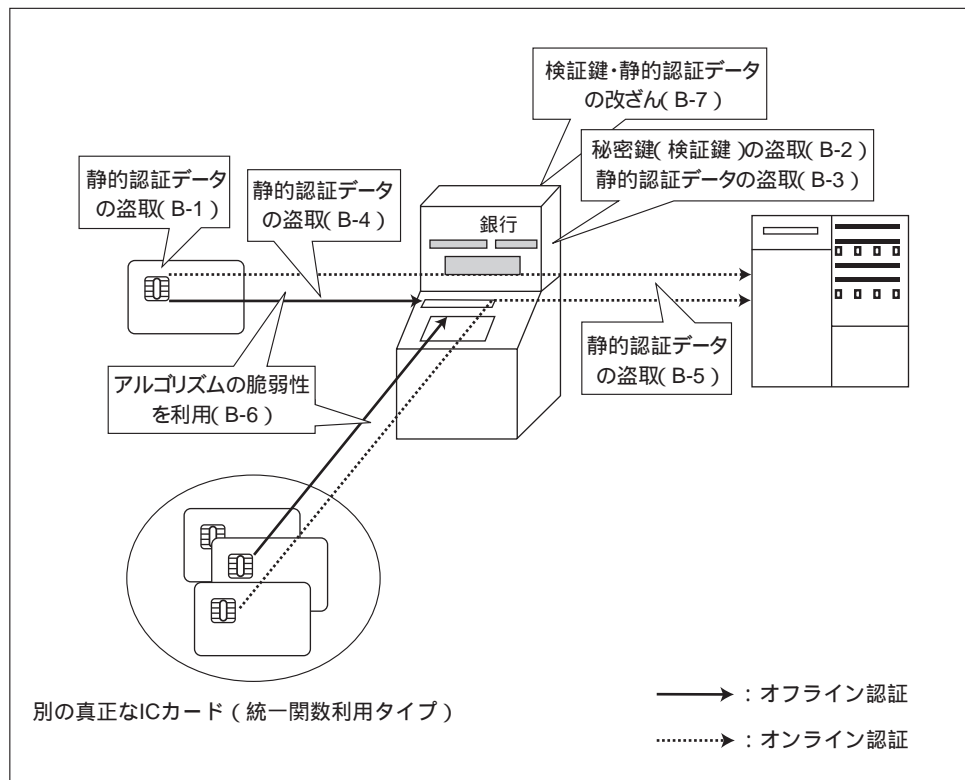 検証鍵・静的認証データ
の改ざん( B-7 )
秘密鍵( 検証鍵 )の盗取( B-2 )
静的認証データの盗取( B-3 )
静的認証データ
の盗取( B-1 )
静的認証データ
の盗取( B-4 )
銀行
静的認証データ
の盗取( B-5 )
アルゴリズムの脆弱性
を利用( B-6 )
別の真正なICカード( 統一関数利用タイプ )
:オフライン認証
:オンライン認証